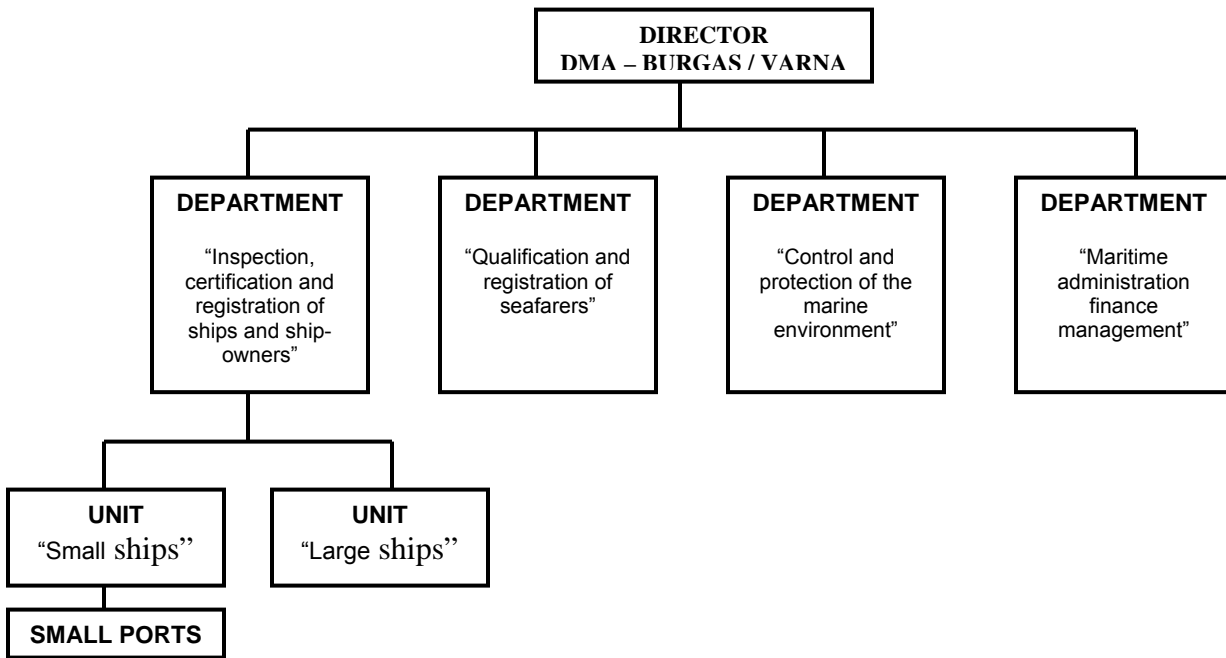 DIRECTOR
DMA – BURGAS / VARNA
DEPARTMENT
“Inspection,
certification and
registration of
ships and ship-
owners”
DEPARTMENT
“Qualification and
registration of
seafarers”
DEPARTMENT
“Control and
protection of the
marine
environment”
DEPARTMENT
“Maritime
administration
finance
management”
UNIT
“Small ships”
UNIT
“Large ships”
SMALL PORTS